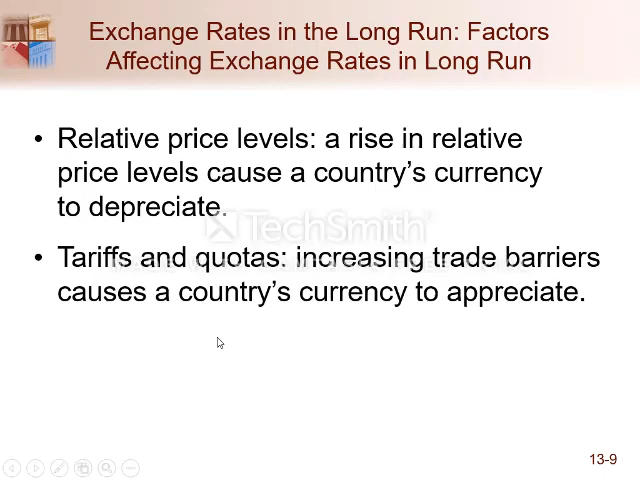 Exchange Rates in the Long Run: Factors
Affecting Exchange Rates in Long Run
• Relative price levels: a rise in relative
price levels cause a country's currency
to depreciate.
TechSmith
• Tariffs and quotas: increasing trade barriers
causes a country's currency to appreciate.
13-9